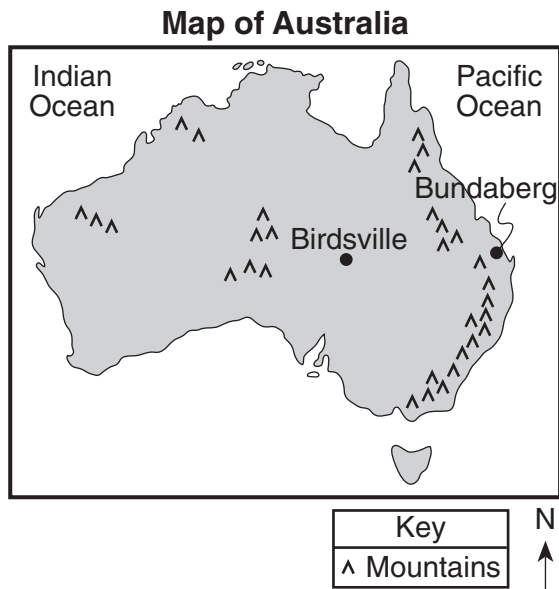 Map of Australia
Indian
Ocean
Pacific
Ocean
Bundaberg
Birdsville
Key
Mountains
N